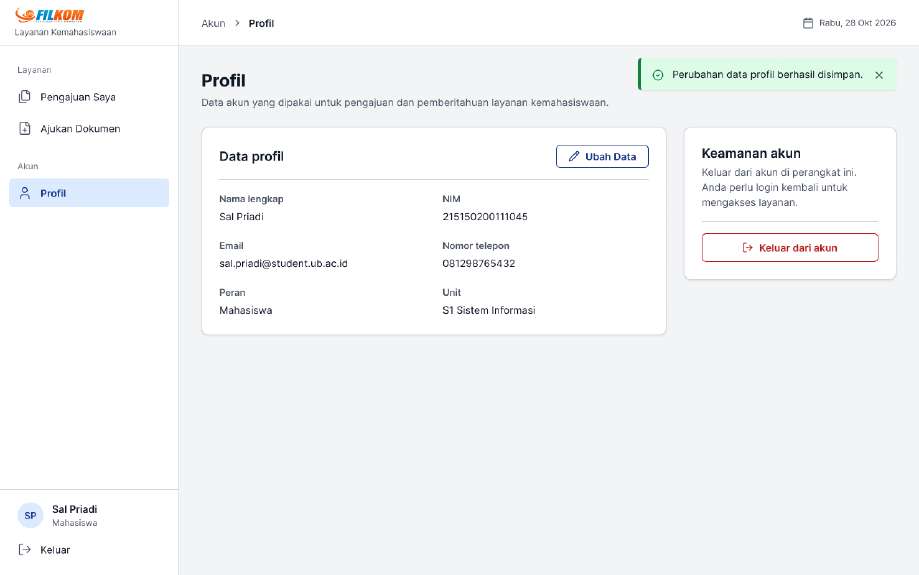 FILKOM
Layanan Kemahasiswaan
Akun > Profil
Rabu, 28 Okt 2026
Layanan
Pengajuan Saya
Ajukan Dokumen
Akun
Profil
Profil
Data akun yang dipakai untuk pengajuan dan pemberitahuan layanan kemahasiswaan.
Perubahan data profil berhasil disimpan.
Data profil
Ubah Data
Nama lengkap
Sal Priadi
NIM
215150200111045
Email
sal.priadi@student.ub.ac.id
Nomor telepon
081298765432
Peran
Mahasiswa
Unit
S1 Sistem Informasi
Keamanan akun
Keluar dari akun di perangkat ini.
Anda perlu login kembali untuk
mengakses layanan.
Keluar dari akun
SP
Sal Priadi
Mahasiswa
Keluar